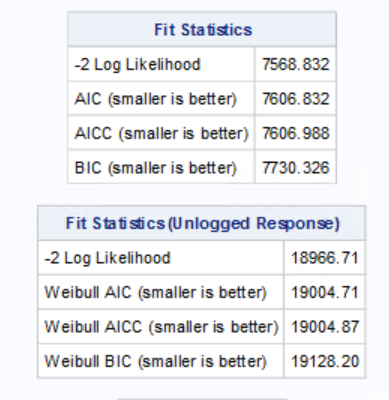 Fit Statistics
-2 Log Likelihood 7568.832
AIC (smaller is better) 7606.832
AICC (smaller is better) 7606.988
BIC (smaller is better) 7730.326
Fit Statistics (Unlogged Response)
-2 Log Likelihood 18966.71
Weibull AIC (smaller is better) 19004.71
Weibull AICC (smaller is better) 19004.87
Weibull BIC (smaller is better) 19128.20